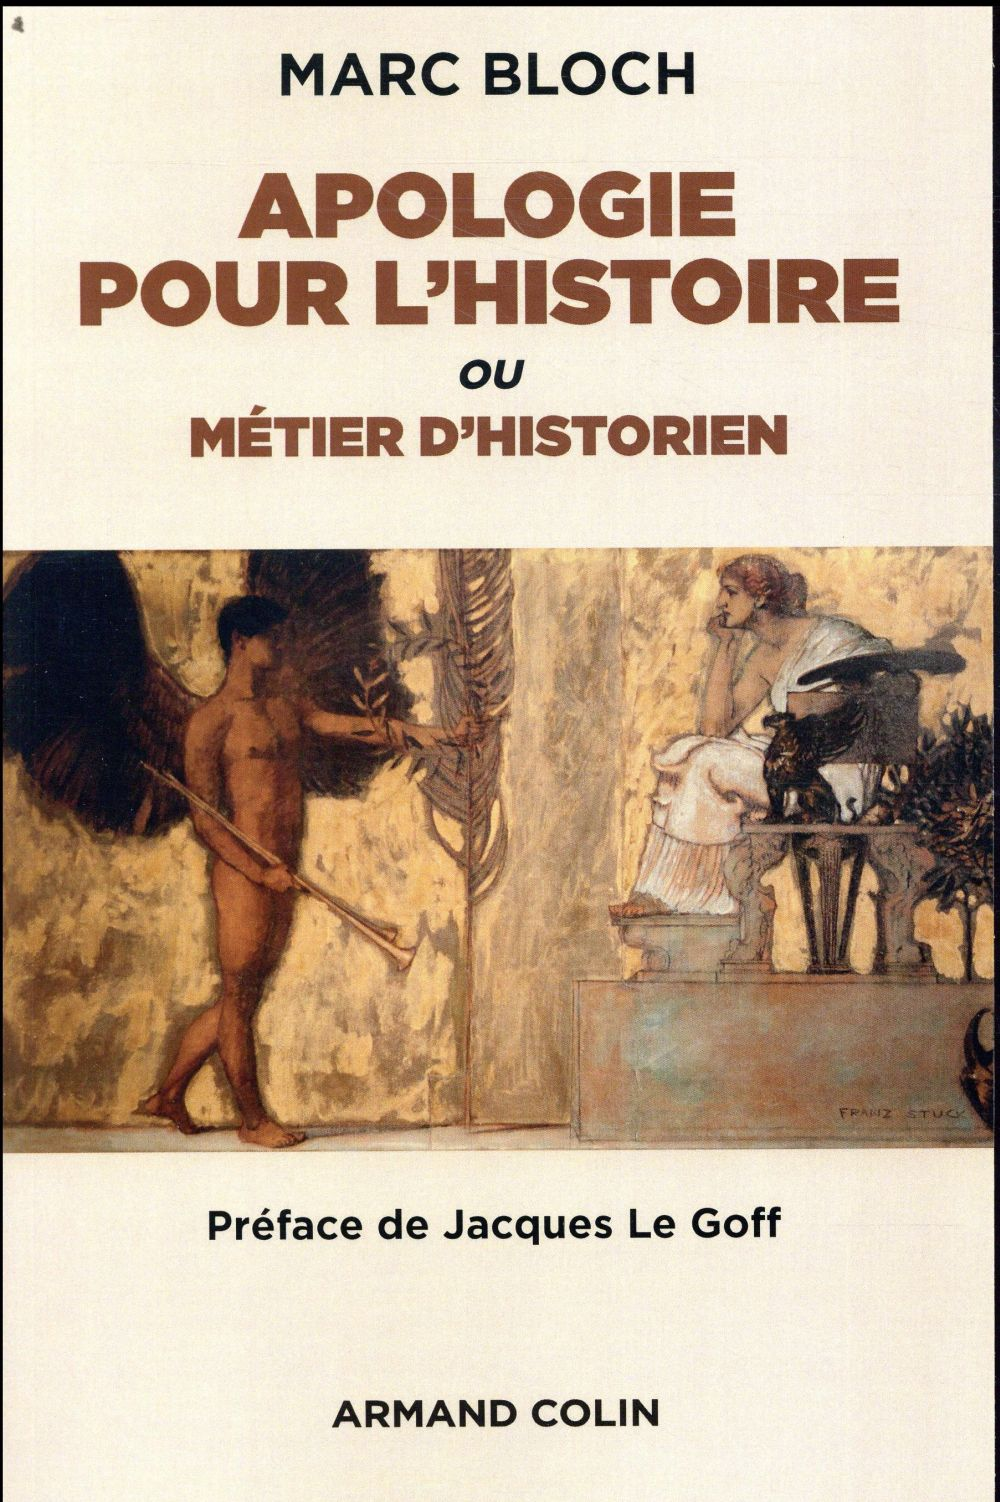 MARC BLOCH
APOLOGIE
POUR L'HISTOIRE
OU
MÉTIER D'HISTORIEN
FRANZ STUCK
Préface de Jacques Le Goff
ARMAND COLIN